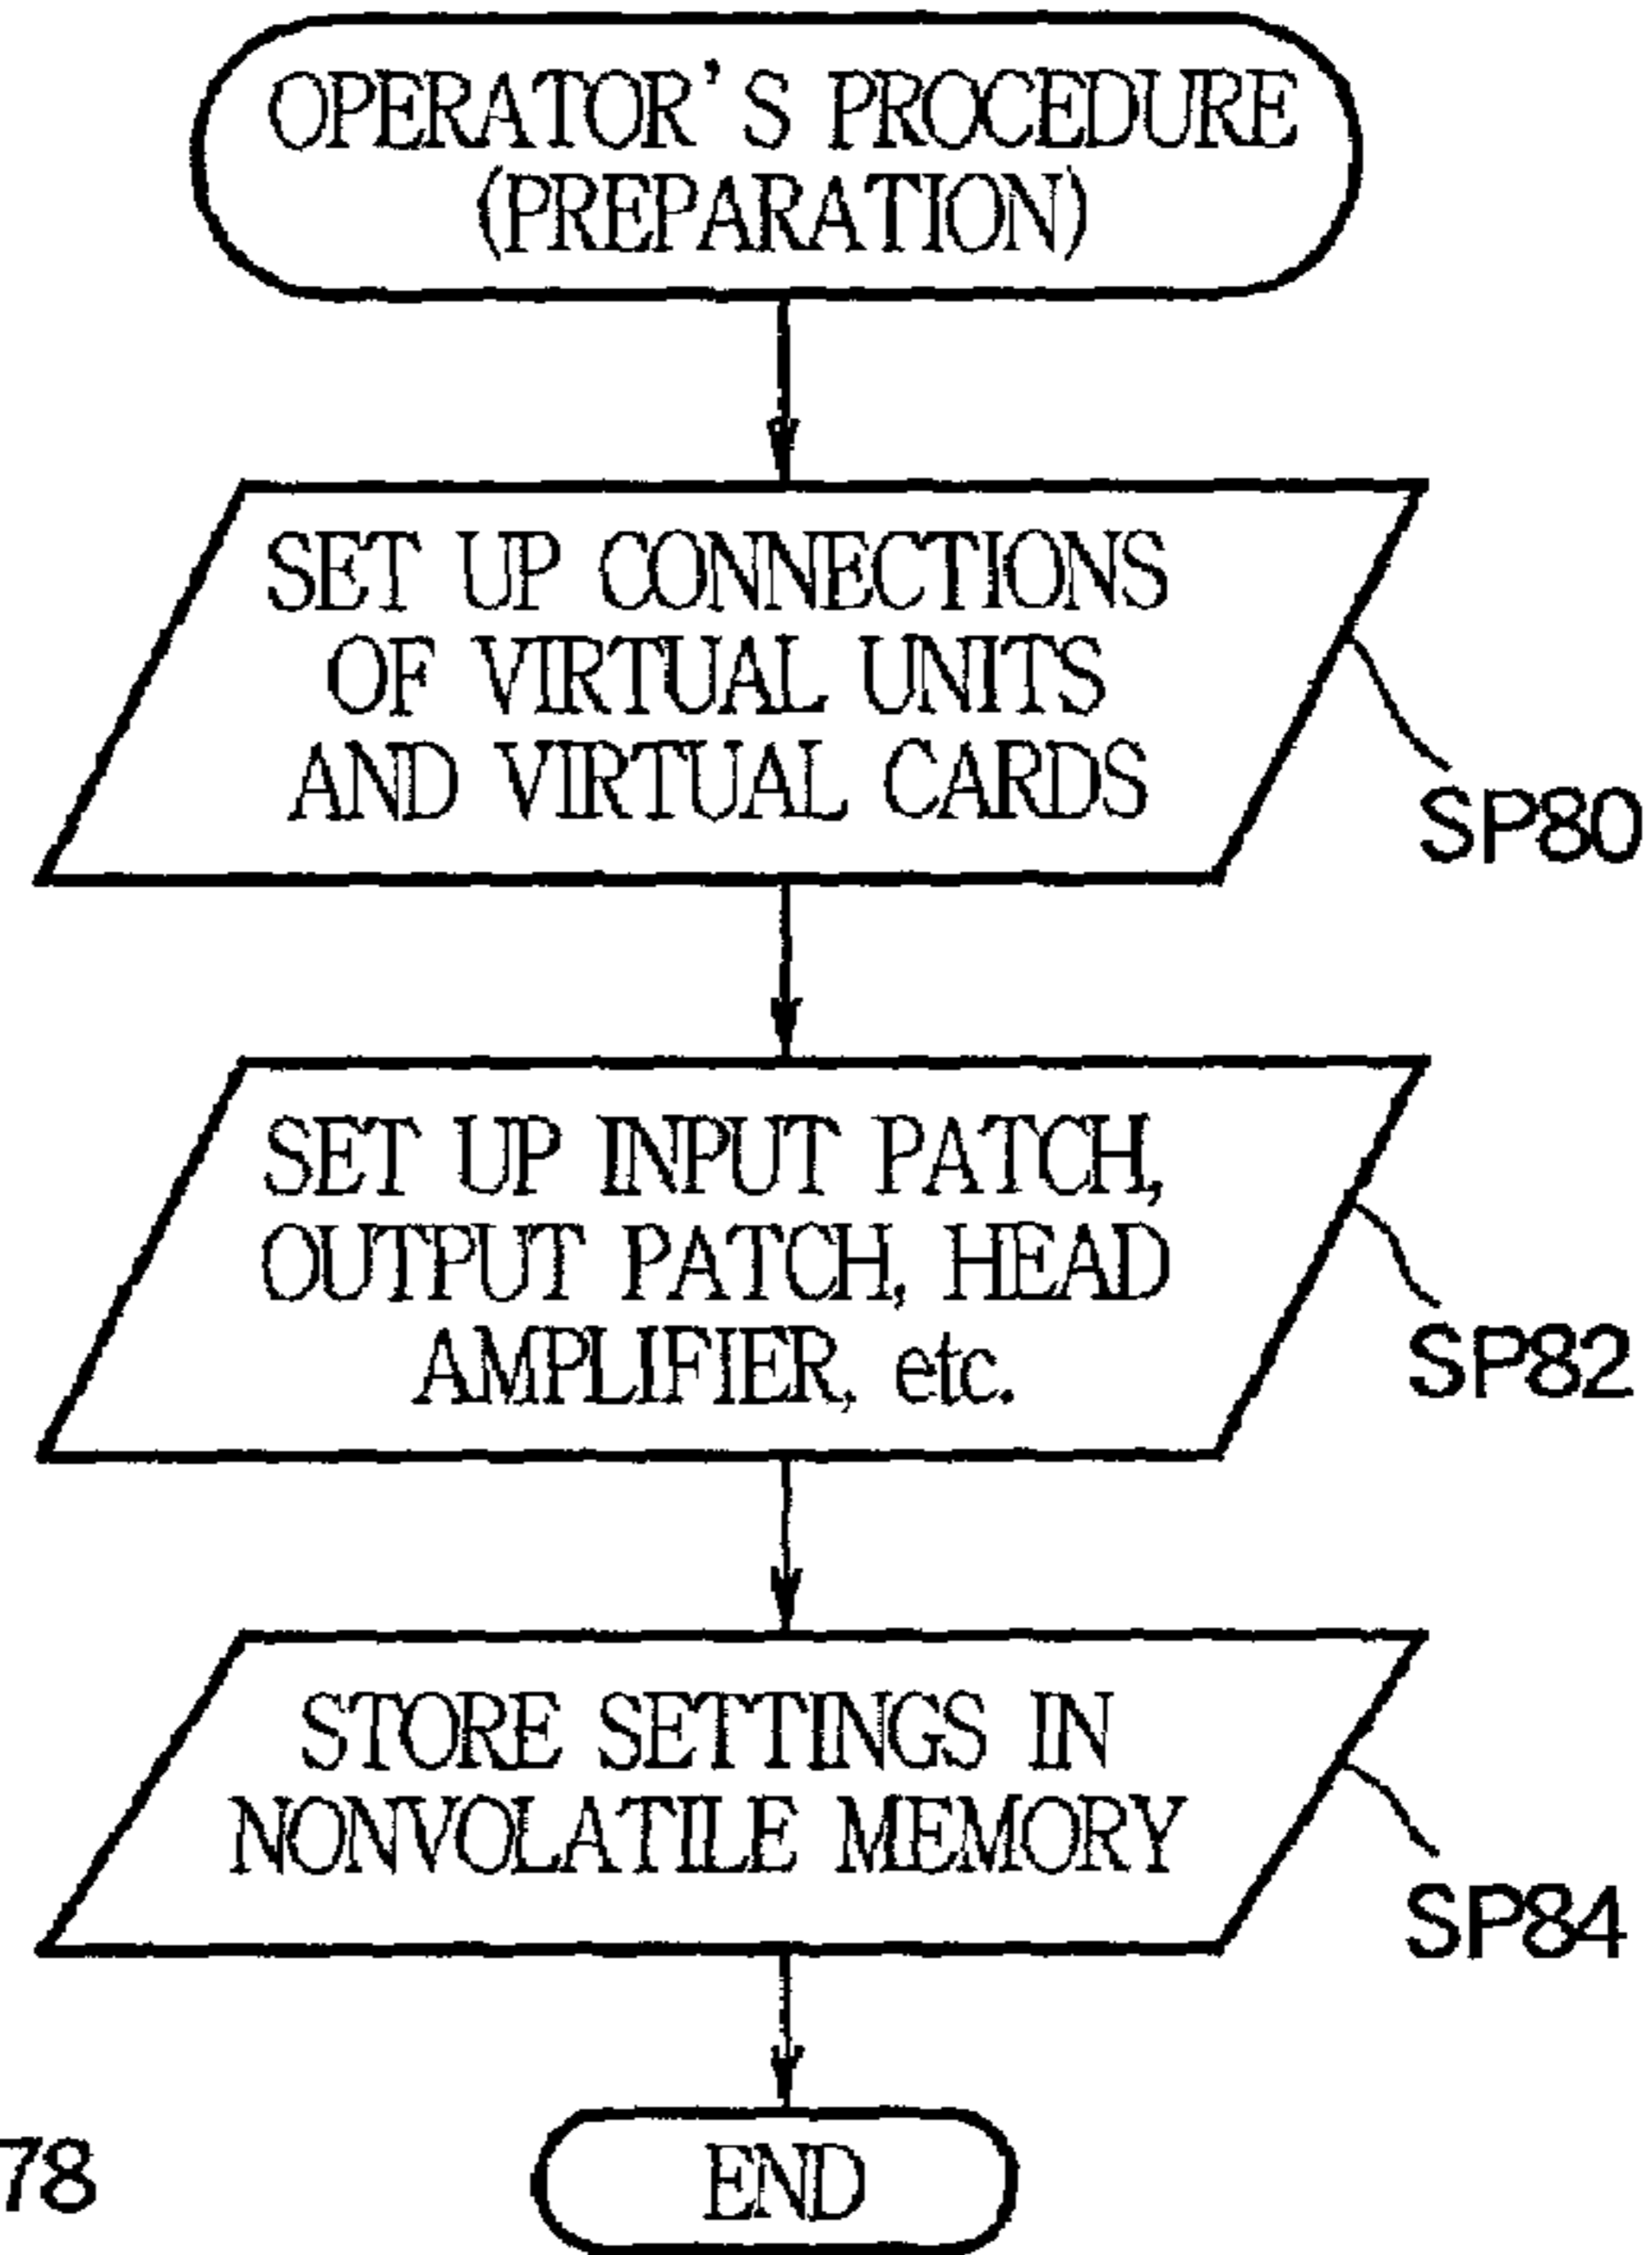 OPERATOR'S PROCEDURE
(PREPARATION)
SET UP CONNECTIONS
OF VIRTUAL UNITS
AND VIRTUAL CARDS
SP80
SET UP INPUT PATCH,
OUTPUT PATCH, HEAD
AMPLIFIER, etc.
SP82
STORE SETTINGS IN
NONVOLATILE MEMORY
SP84
END
78